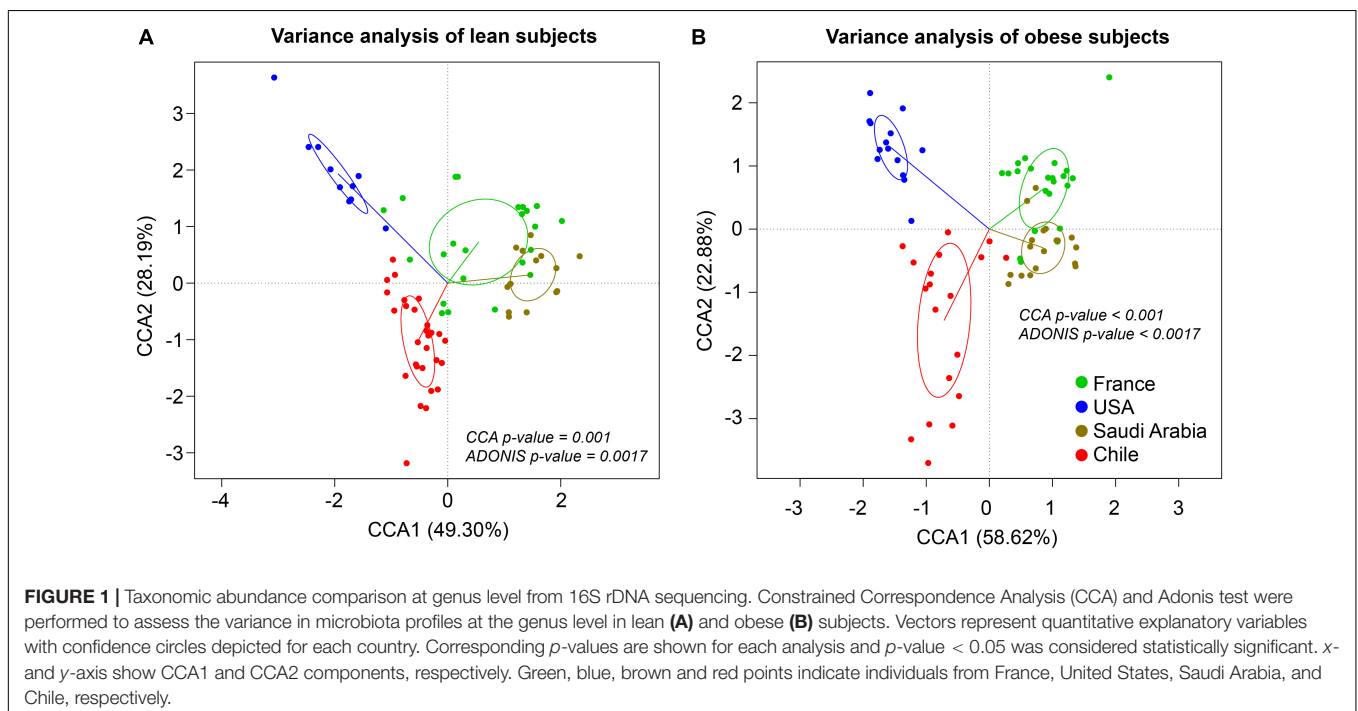 A
Variance analysis of lean subjects
3
2
1
0
-1
-2
-3
CCA2 (28.19%)
CCA p-value = 0.001
ADONIS p-value = 0.0017
-4
-2
0
2
CCA1 (49.30%)
B
Variance analysis of obese subjects
2
1
0
-1
-2
-3
CCA2 (22.88%)
CCA p-value < 0.001
ADONIS p-value < 0.0017
France
USA
Saudi Arabia
Chile
-3
-2
-1
0
1
2
3
CCA1 (58.62%)
FIGURE 1 | Taxonomic abundance comparison at genus level from 16S rDNA sequencing. Constrained Correspondence Analysis (CCA) and Adonis test were
performed to assess the variance in microbiota profiles at the genus level in lean (A) and obese (B) subjects. Vectors represent quantitative explanatory variables
with confidence circles depicted for each country. Corresponding p-values are shown for each analysis and p-value < 0.05 was considered statistically significant. x-
and y-axis show CCA1 and CCA2 components, respectively. Green, blue, brown and red points indicate individuals from France, United States, Saudi Arabia, and
Chile, respectively.